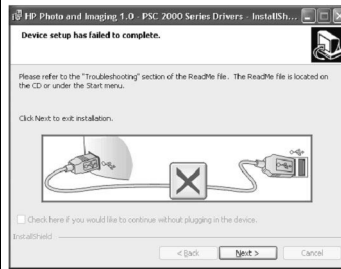 HP Photo and Imaging 1.0 - PSC 2000 Series Drivers - InstallSh...
Device setup has failed to complete.
Please refer to the "Troubleshooting" section of the ReadMe file. The ReadMe file is located on
the CD or under the Start menu.
Click Next to exit installation.
Check here if you would like to continue without plugging in the device.
InstallShield
< Back Next > Cancel